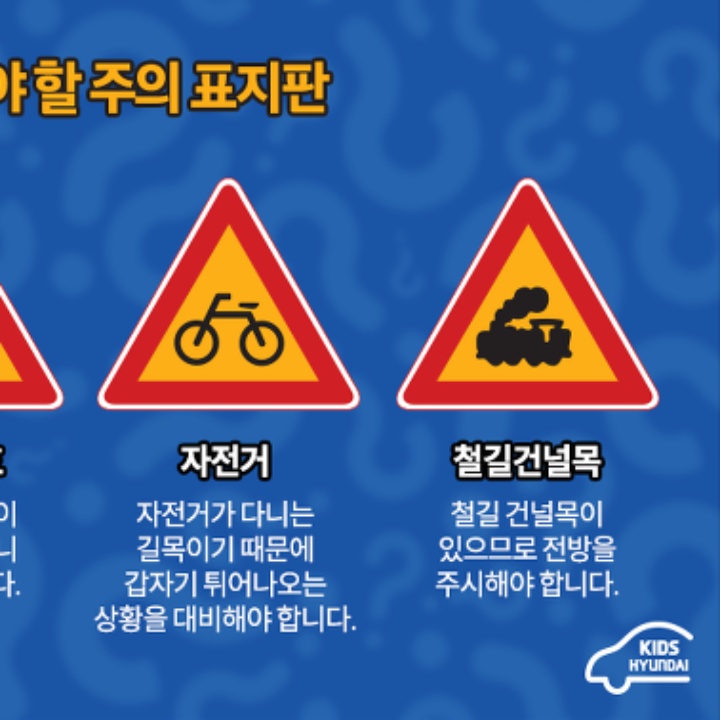 야 할 주의 표지판
자전거
자전거가 다니는
길목이기 때문에
갑자기 튀어나오는
상황을 대비해야 합니다.
철길건널목
철길 건널목이
있으므로 전방을
주시해야 합니다.
이
니
다.
KIDS
HYUNDAI